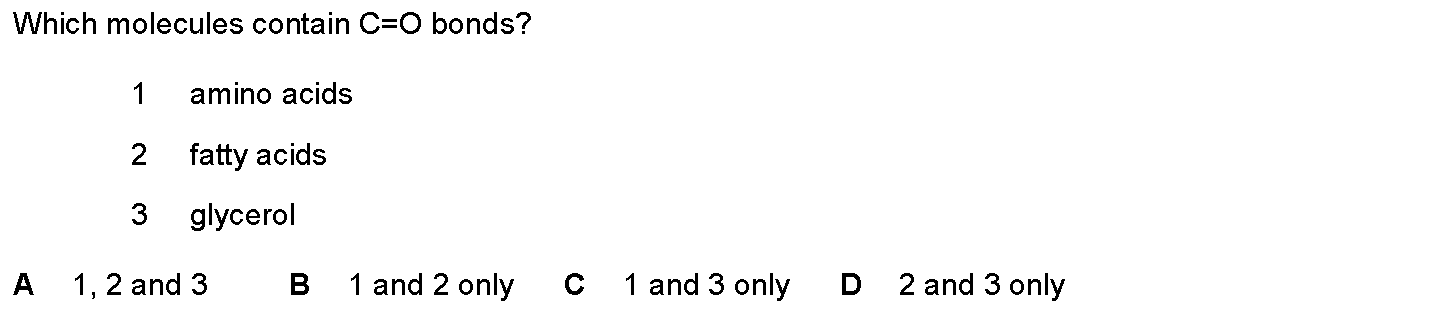 Which molecules contain C=O bonds?
1 amino acids
2 fatty acids
3 glycerol
A 1, 2 and 3 B 1 and 2 only C 1 and 3 only D 2 and 3 only